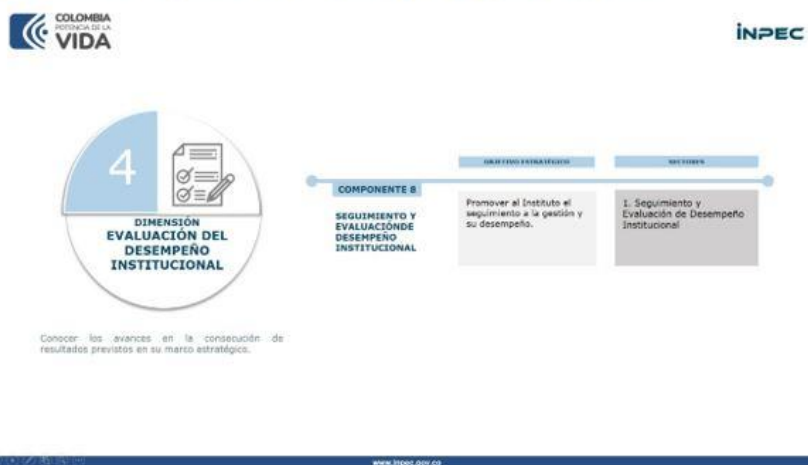 COLOMBIA
POTENCIA DE LA
VIDA
INPEC
4
DIMENSIÓN
EVALUACIÓN DEL
DESEMPEÑO
INSTITUCIONAL
Conocer los avances en la consecución de
resultados previstos en su marco estratégico.
COMPONENTE 8
SEGUIMIENTO Y
EVALUACIÓNDE
DESEMPEÑO
INSTITUCIONAL
OBJETIVO ESTRATÉGICO
Promover al Instituto el
seguimiento a la gestión y
su desempeño.
SECTORES
1. Seguimiento y
Evaluación de Desempeño
Institucional
www.inpec.gov.co